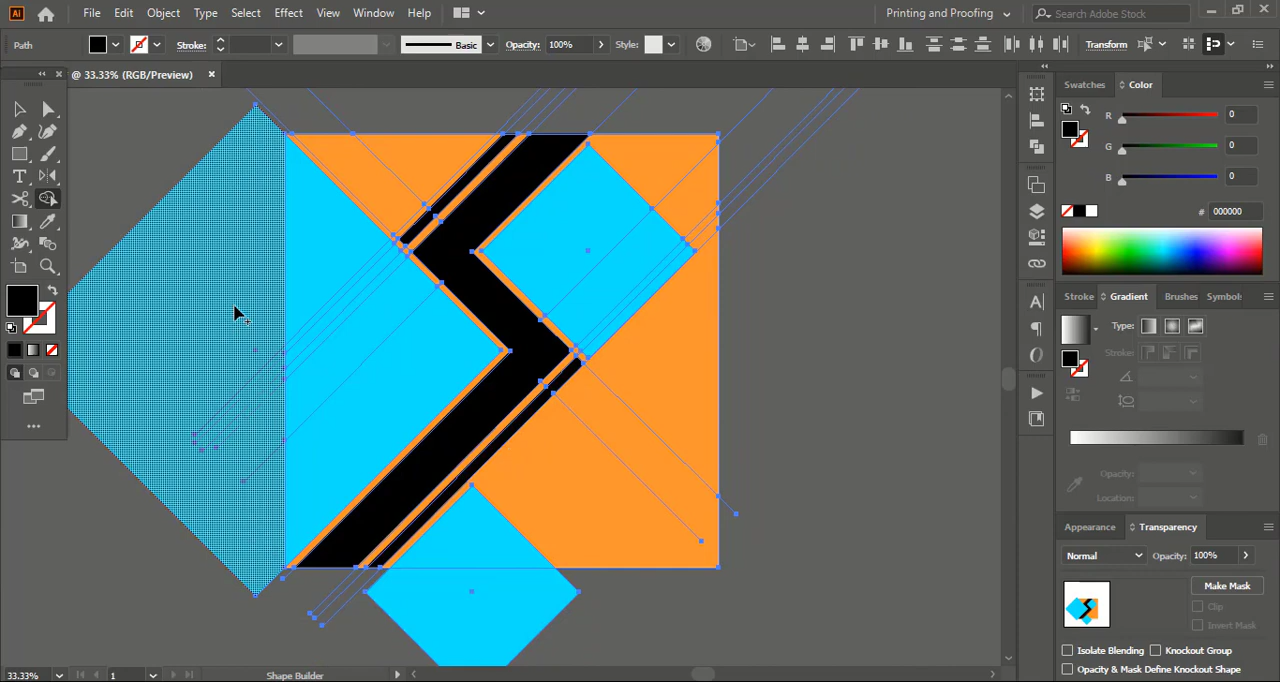 Ai File Edit Object Type Select Effect View Window Help Printing and Proofing Search Adobe Stock
Path Stroke: Basic Opacity: 100% Style: Transform
@ 33.33% (RGB/Preview)
Swatches Color
R 0
G 0
B 0
# 000000
Stroke Gradient Brushes Symbols
Type:
Stroke:
Opacity:
Location:
Appearance Transparency
Normal Opacity: 100%
Make Mask
Clip
Invert Mask
Isolate Blending Knockout Group
Opacity & Mask Define Knockout Shape
33.33% 1 Shape Builder